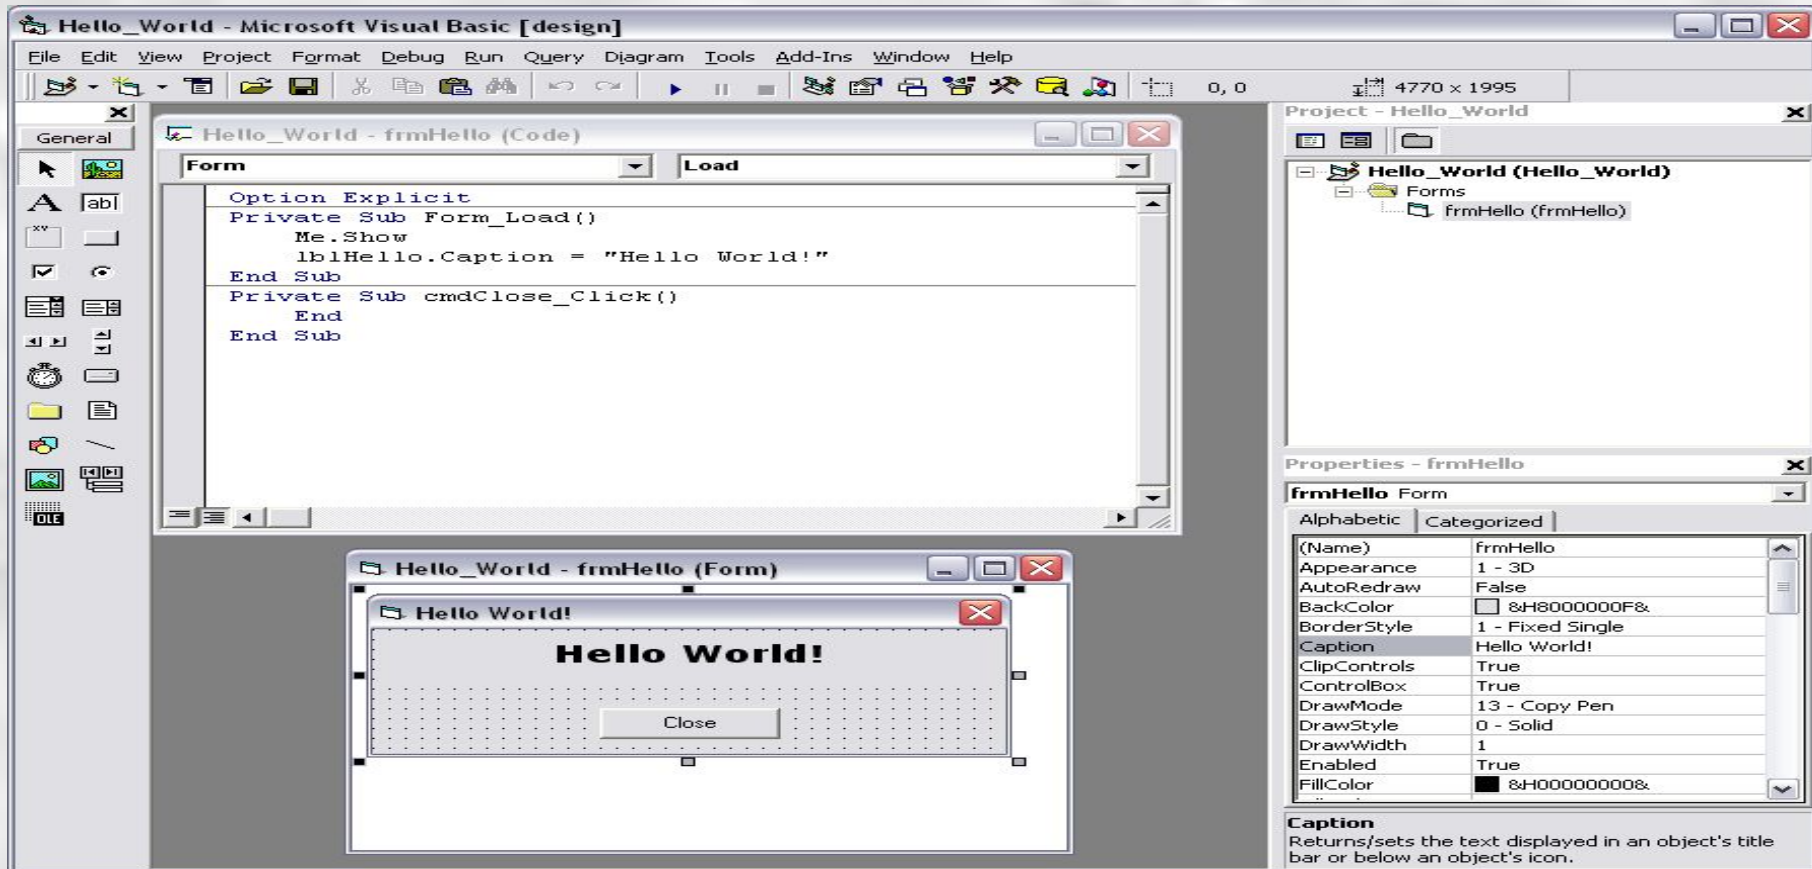 Hello_World - Microsoft Visual Basic [design]
File Edit View Project Format Debug Run Query Diagram Tools Add-Ins Window Help
0, 0 4770 x 1995
General
A abl
xv
OLE
Hello_World - frmHello (Code)
Form Load
Option Explicit
Private Sub Form_Load()
Me.Show
lblHello.Caption = "Hello World!"
End Sub
Private Sub cmdClose_Click()
End
End Sub
Hello_World - frmHello (Form)
Hello World!
Hello World!
Close
Project - Hello_World
Hello_World (Hello_World)
Forms
frmHello (frmHello)
Properties - frmHello
frmHello Form
Alphabetic Categorized
(Name) frmHello
Appearance 1 - 3D
AutoRedraw False
BackColor &H8000000F&
BorderStyle 1 - Fixed Single
Caption Hello World!
ClipControls True
ControlBox True
DrawMode 13 - Copy Pen
DrawStyle 0 - Solid
DrawWidth 1
Enabled True
FillColor &H00000000&
Caption
Returns/sets the text displayed in an object's title
bar or below an object's icon.